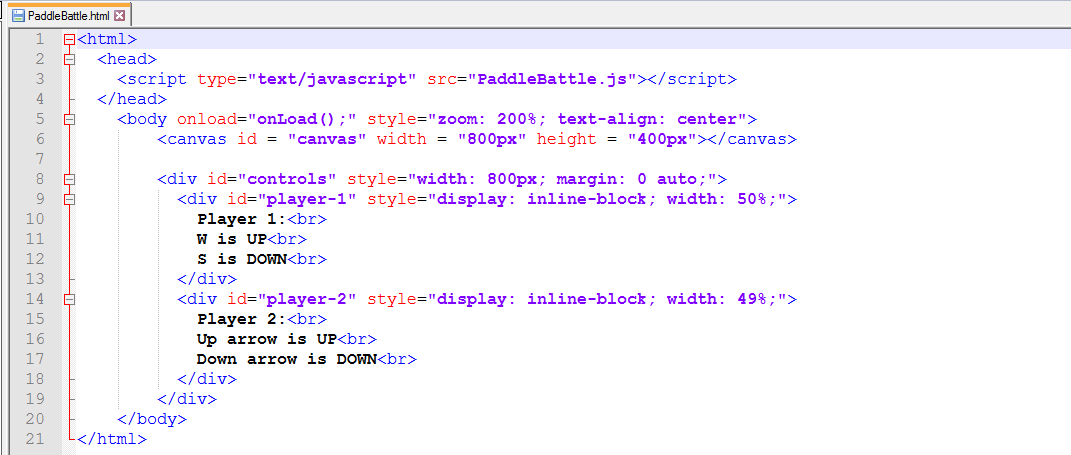 PaddleBattle.html
1 <html>
2 <head>
3 <script type="text/javascript" src="PaddleBattle.js"></script>
4 </head>
5 <body onload="onLoad();" style="zoom: 200%; text-align: center">
6 <canvas id = "canvas" width = "800px" height = "400px"></canvas>
7
8 <div id="controls" style="width: 800px; margin: 0 auto;">
9 <div id="player-1" style="display: inline-block; width: 50%;">
10 Player 1:<br>
11 W is UP<br>
12 S is DOWN<br>
13 </div>
14 <div id="player-2" style="display: inline-block; width: 49%;">
15 Player 2:<br>
16 Up arrow is UP<br>
17 Down arrow is DOWN<br>
18 </div>
19 </div>
20 </body>
21 </html>